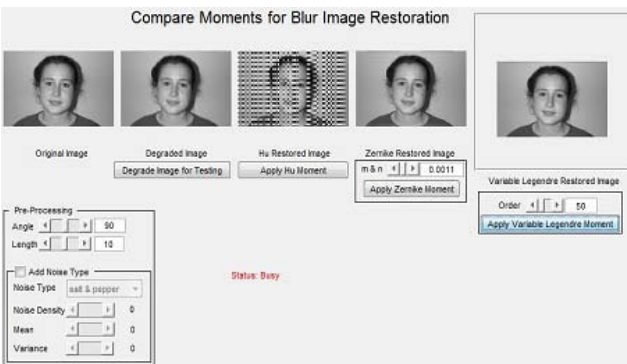 Compare Moments for Blur Image Restoration
Original Image
Degraded Image
Hu Restored Image
Zernike Restored Image
Degrade Image for Testing
Apply Hu Moment
m & n 0.0011
Apply Zernike Moment
Variable Legendre Restored Image
Order 50
Apply Variable Legendre Moment
Pre-Processing
Angle 90
Length 10
Add Noise Type
Noise Type salt & pepper
Noise Density 0
Mean 0
Variance 0
Status: Busy